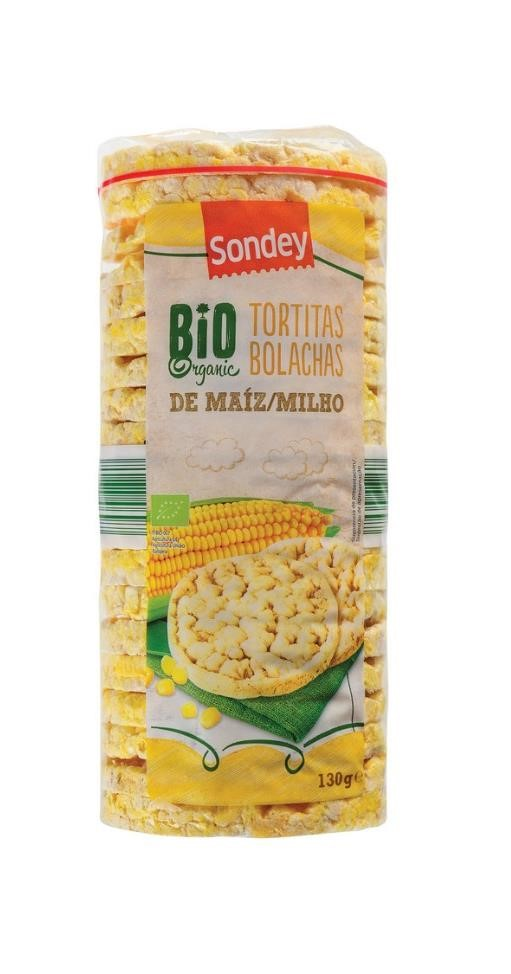 Sondey
BiO
Organic
TORTITAS
BOLACHAS
DE MAÍZ/MILHO
130g e